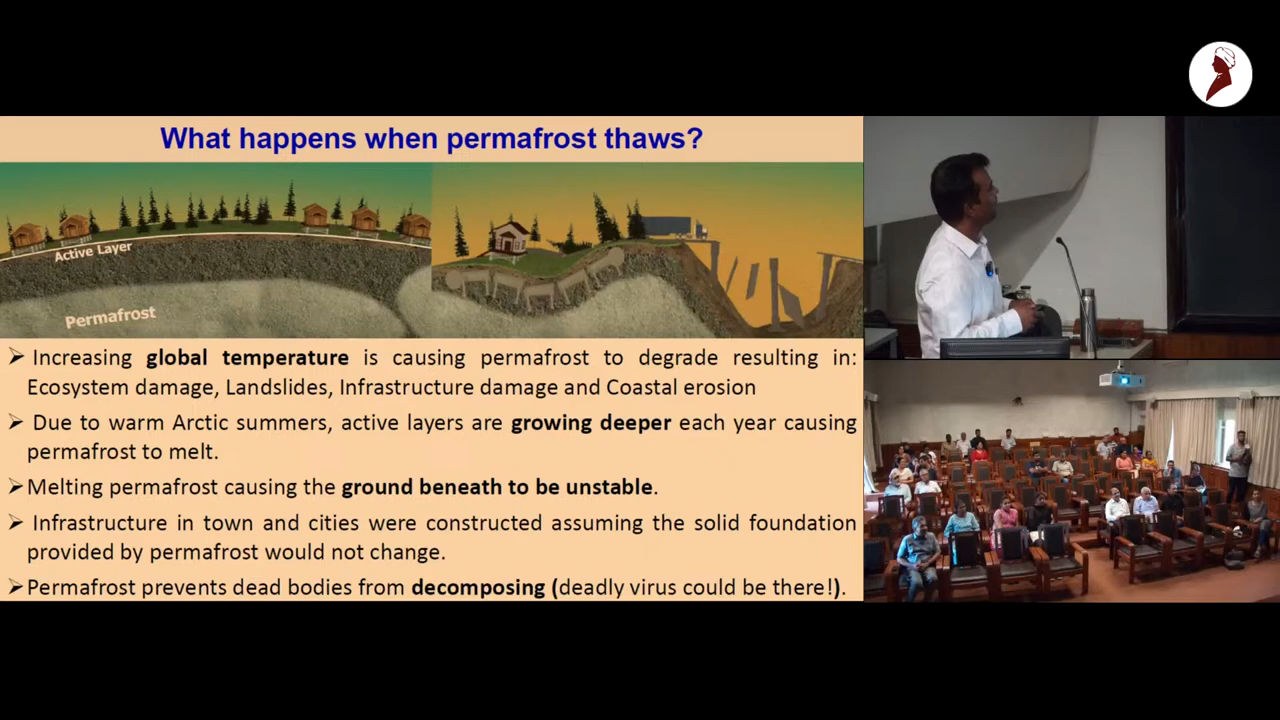 What happens when permafrost thaws?
Active Layer
Permafrost
➢ Increasing global temperature is causing permafrost to degrade resulting in:
Ecosystem damage, Landslides, Infrastructure damage and Coastal erosion
➢ Due to warm Arctic summers, active layers are growing deeper each year causing
permafrost to melt.
➢Melting permafrost causing the ground beneath to be unstable.
➢ Infrastructure in town and cities were constructed assuming the solid foundation
provided by permafrost would not change.
➢Permafrost prevents dead bodies from decomposing (deadly virus could be there!).